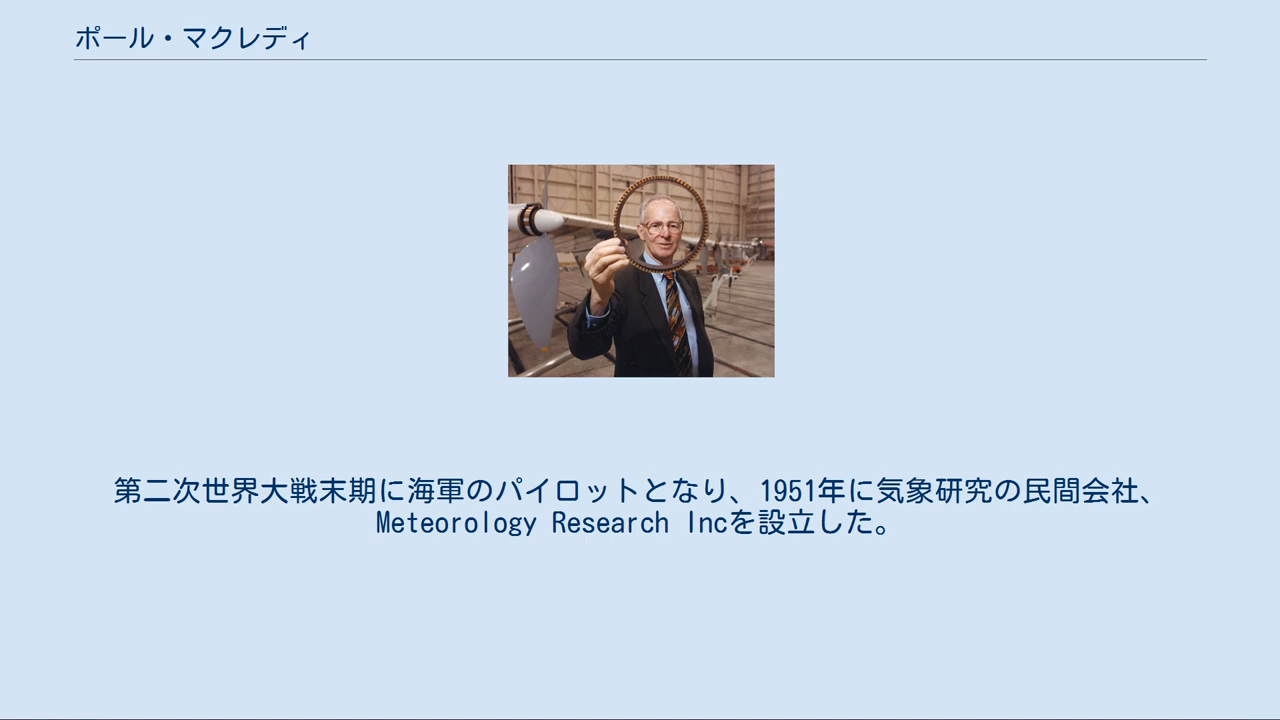 ポール・マクレディ
第二次世界大戦末期に海軍のパイロットとなり、1951年に気象研究の民間会社、
Meteorology Research Incを設立した。